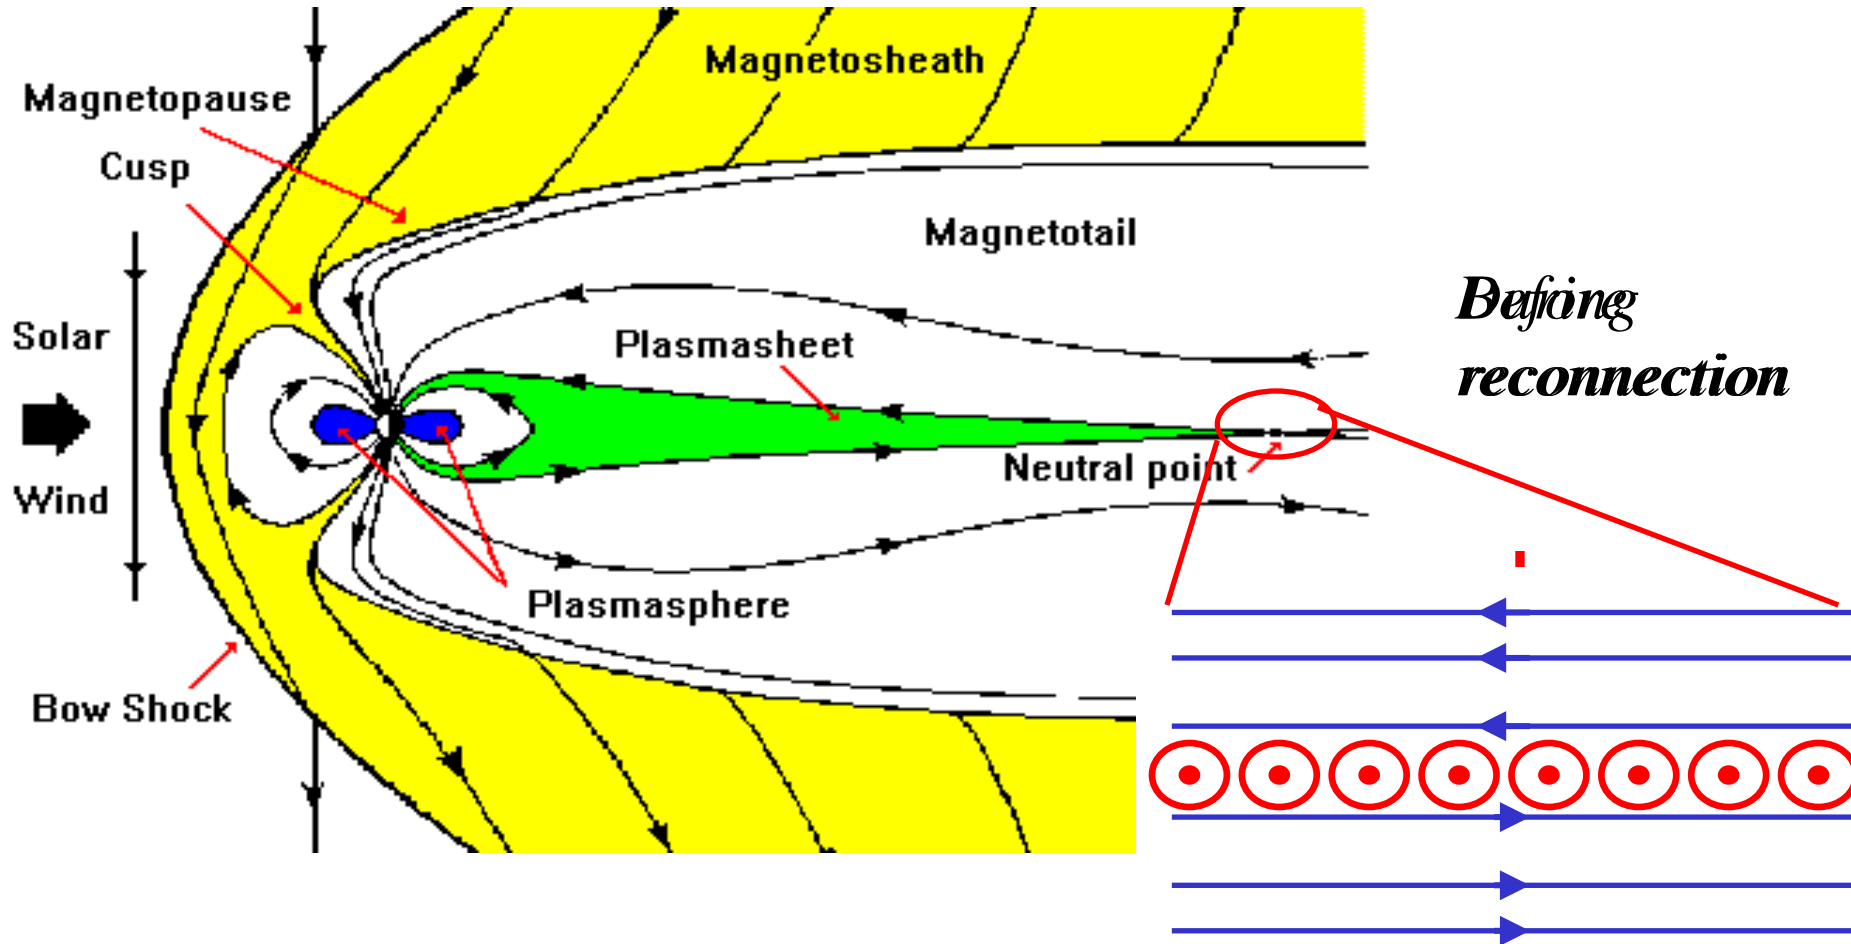 Magnetosheath
Magnetopause
Cusp
Magnetotail
Solar
Wind
Plasmasheet
Neutral point
Plasmasphere
Bow Shock
reconnection